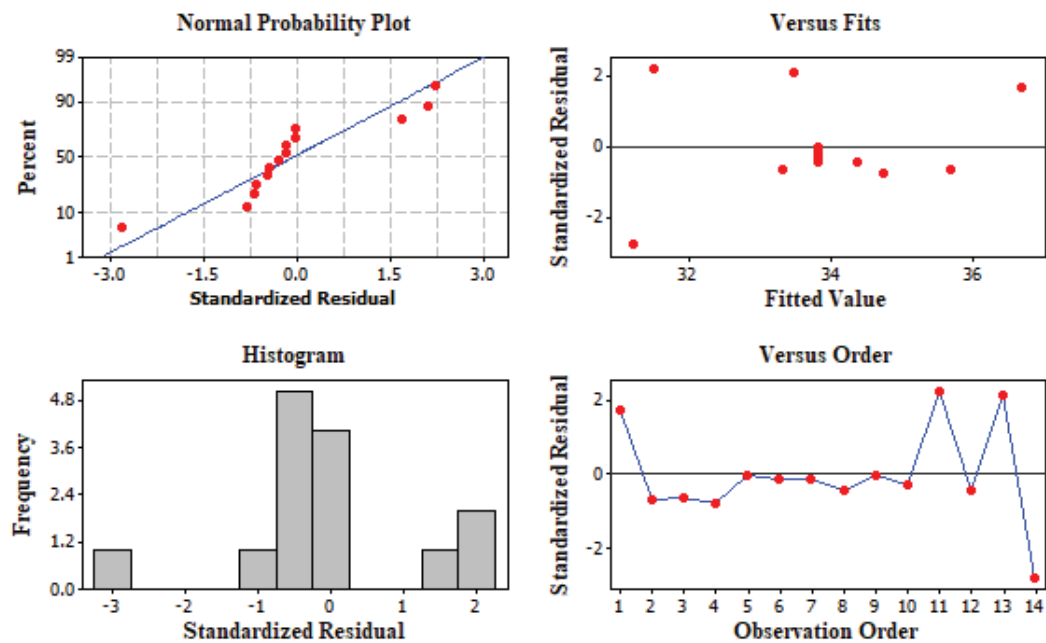 Normal Probability Plot
99
90
50
10
1
Percent
-3.0 -1.5 0.0 1.5 3.0
Standardized Residual
Versus Fits
2
0
-2
Standardized Residual
32 34 36
Fitted Value
Histogram
4.8
3.6
2.4
1.2
0.0
Frequency
-3 -2 -1 0 1 2
Standardized Residual
Versus Order
2
0
-2
Standardized Residual
1 2 3 4 5 6 7 8 9 10 11 12 13 14
Observation Order